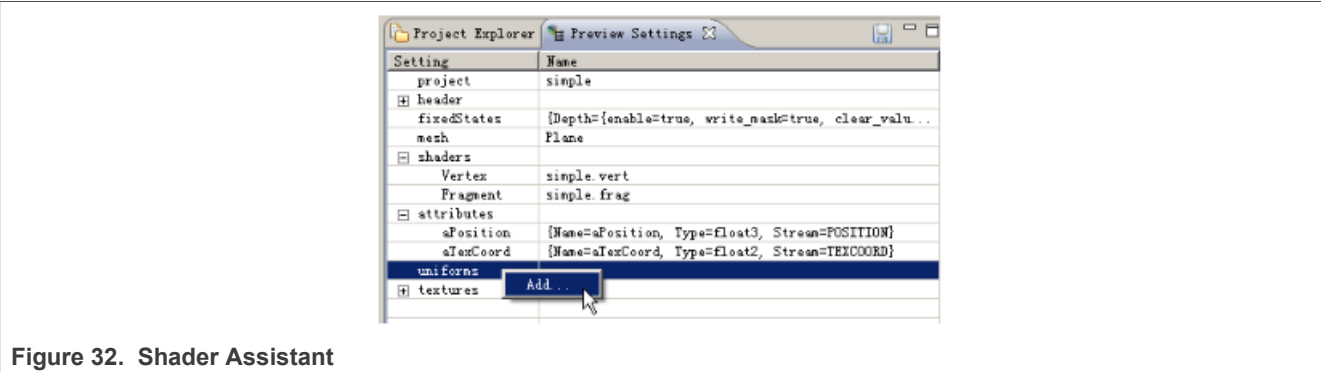 Project Explorer Preview Settings
Setting Name
project simple
header
fixedStates {Depth={enable=true, write_mask=true, clear_valu...
mesh Plane
shaders
Vertex simple.vert
Fragment simple.frag
attributes
aPosition {Name=aPosition, Type=float3, Stream=POSITION}
aTexCoord {Name=aTexCoord, Type=float2, Stream=TEXCOORD}
uniforms
Add...
textures
Figure 32. Shader Assistant